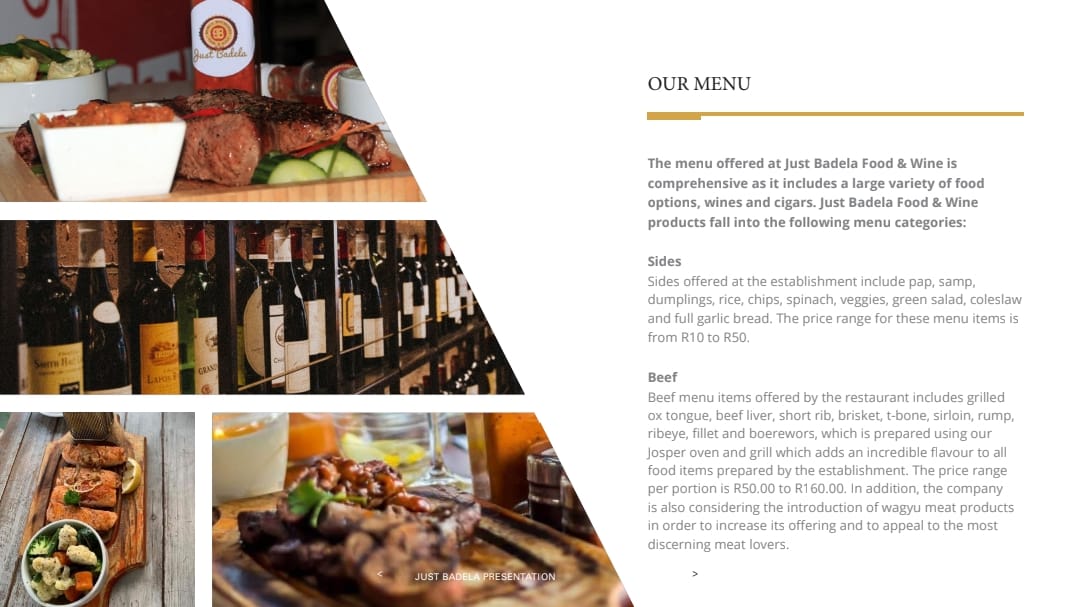 Just Badela
OUR MENU
The menu offered at Just Badela Food & Wine is
comprehensive as it includes a large variety of food
options, wines and cigars. Just Badela Food & Wine
products fall into the following menu categories:
Sides
Sides offered at the establishment include pap, samp,
dumplings, rice, chips, spinach, veggies, green salad, coleslaw
and full garlic bread. The price range for these menu items is
from R10 to R50.
Beef
Beef menu items offered by the restaurant includes grilled
ox tongue, beef liver, short rib, brisket, t-bone, sirloin, rump,
ribeye, fillet and boerewors, which is prepared using our
Josper oven and grill which adds an incredible flavour to all
food items prepared by the establishment. The price range
per portion is R50.00 to R160.00. In addition, the company
is also considering the introduction of wagyu meat products
in order to increase its offering and to appeal to the most
discerning meat lovers.
< JUST BADELA PRESENTATION >